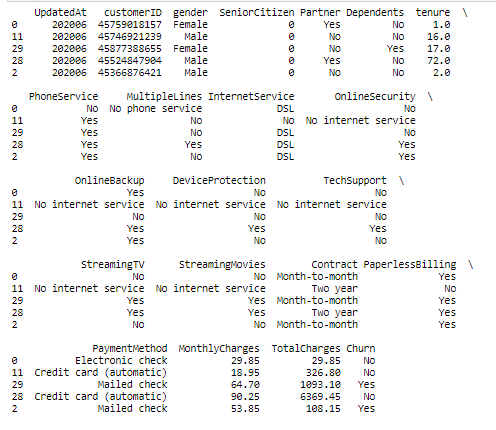 UpdatedAt customerID gender SeniorCitizen Partner Dependents tenure \
0 202006 45759018157 Female 0 Yes No 1.0
11 202006 45746921239 Male 0 No No 16.0
29 202006 45877388655 Female 0 No Yes 17.0
28 202006 45524847904 Male 0 Yes No 72.0
2 202006 45366876421 Male 0 No No 2.0
PhoneService MultipleLines InternetService OnlineSecurity \
0 No No phone service DSL No
11 Yes No No No internet service
29 Yes No DSL No
28 Yes Yes DSL Yes
2 Yes No DSL Yes
OnlineBackup DeviceProtection TechSupport \
0 Yes No No
11 No internet service No internet service No internet service
29 No No No
28 Yes Yes Yes
2 Yes No No
StreamingTV StreamingMovies Contract PaperlessBilling \
0 No No Month-to-month Yes
11 No internet service No internet service Two year No
29 Yes Yes Month-to-month Yes
28 Yes Yes Two year Yes
2 No No Month-to-month Yes
PaymentMethod MonthlyCharges TotalCharges Churn
0 Electronic check 29.85 29.85 No
11 Credit card (automatic) 18.95 326.80 No
29 Mailed check 64.70 1093.10 Yes
28 Credit card (automatic) 90.25 6369.45 No
2 Mailed check 53.85 108.15 Yes